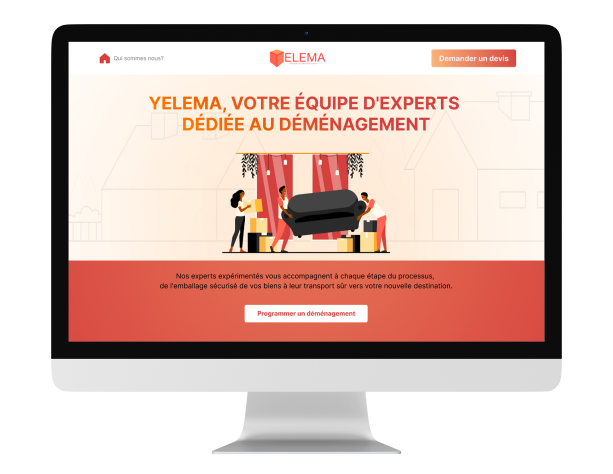 Qui sommes nous?
YELEMA
Demander un devis
YELEMA, VOTRE ÉQUIPE D'EXPERTS
DÉDIÉE AU DÉMÉNAGEMENT
Nos experts expérimentés vous accompagnent à chaque étape du processus,
de l'emballage sécurisé de vos biens à leur transport sûr vers votre nouvelle destination.
Programmer un déménagement